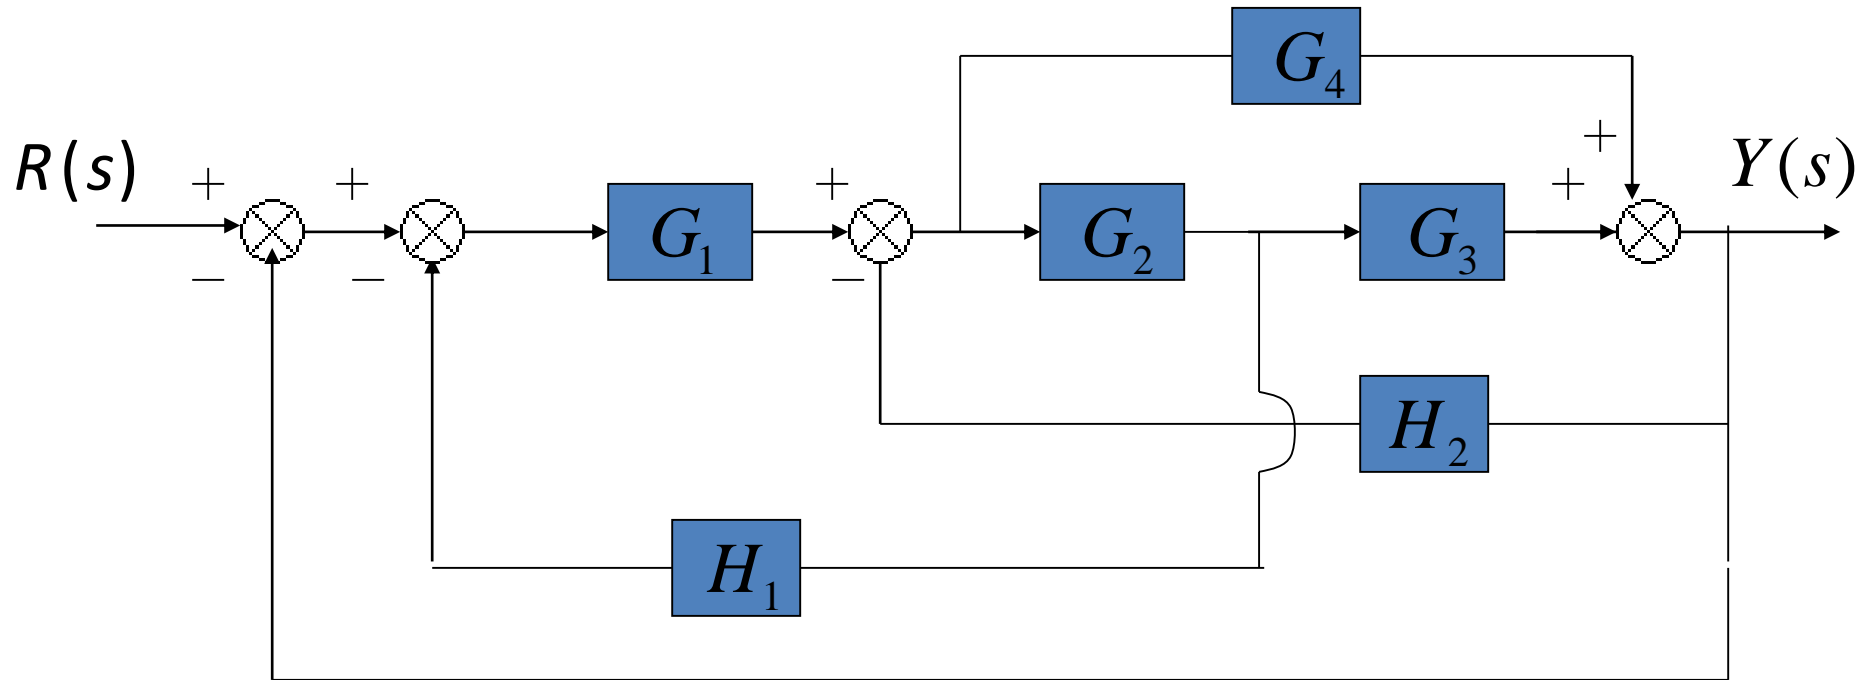 G₄
R(s)
+
+
+
+
+
Y(s)
G₁
G₂
G₃
−
−
−
H₂
H₁